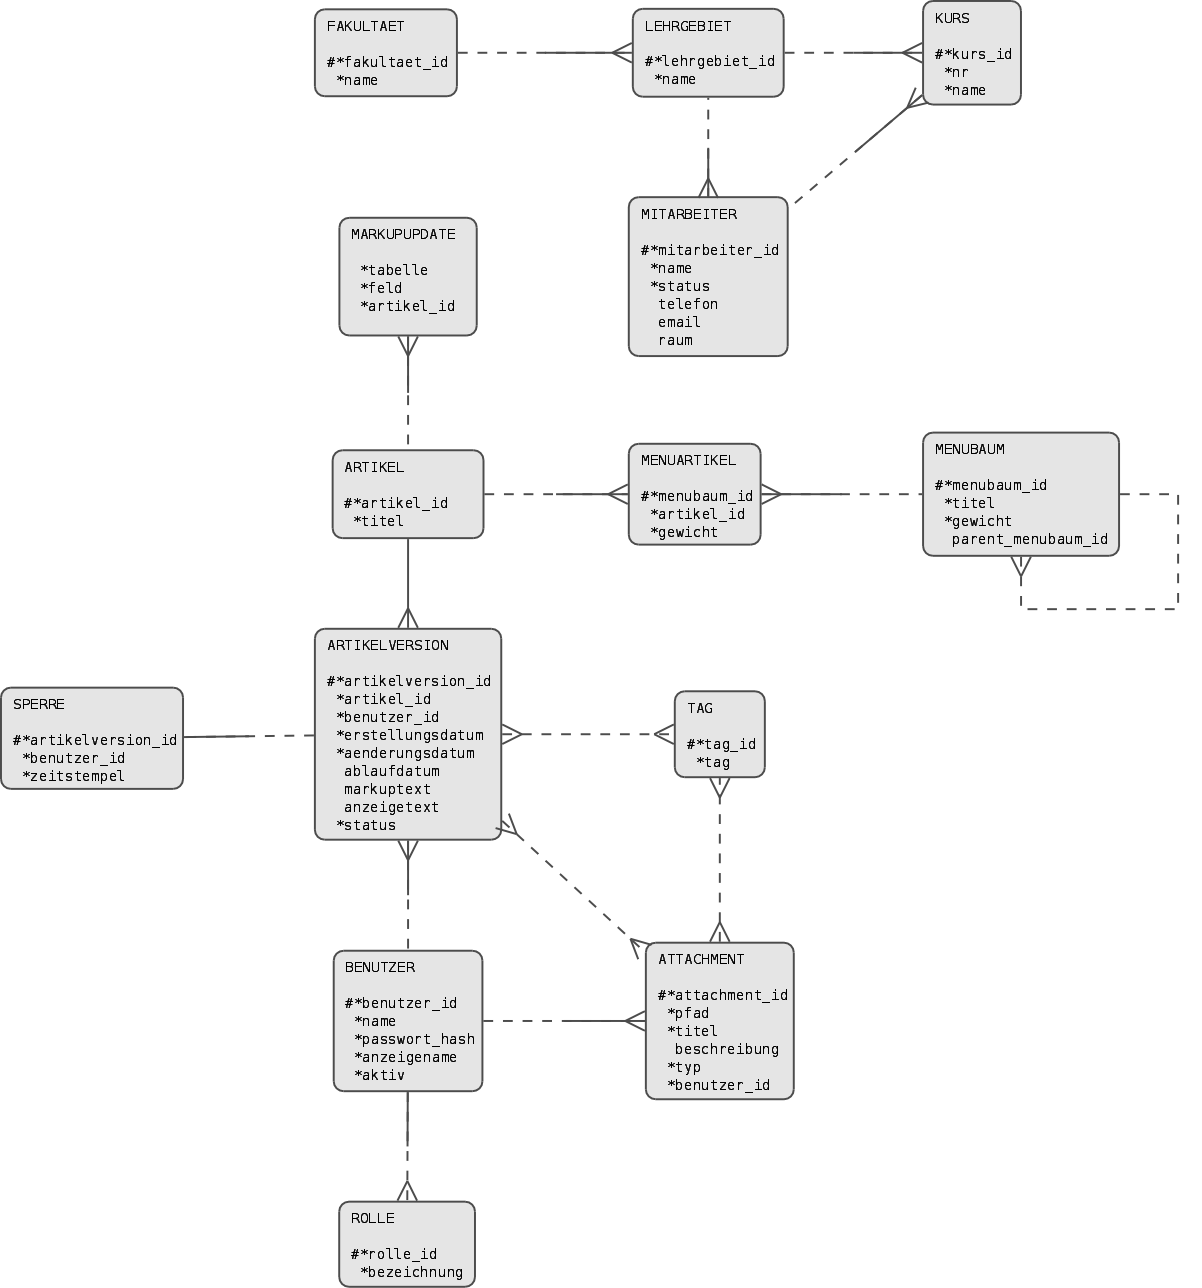 FAKULTAET
#*fakultaet_id
*name
LEHRGEBIET
#*lehrgebiet_id
*name
KURS
#*kurs_id
*nr
*name
MITARBEITER
#*mitarbeiter_id
*name
*status
telefon
email
raum
MARKUPUPDATE
*tabelle
*feld
*artikel_id
ARTIKEL
#*artikel_id
*titel
MENUARTIKEL
#*menubaum_id
*artikel_id
*gewicht
MENUBAUM
#*menubaum_id
*titel
*gewicht
parent_menubaum_id
ARTIKELVERSION
#*artikelversion_id
*artikel_id
*benutzer_id
*erstellungsdatum
*aenderungsdatum
ablaufdatum
markuptext
anzeigetext
*status
SPERRE
#*artikelversion_id
*benutzer_id
*zeitstempel
TAG
#*tag_id
*tag
BENUTZER
#*benutzer_id
*name
*passwort_hash
*anzeigename
*aktiv
ATTACHMENT
#*attachment_id
*pfad
*titel
beschreibung
*typ
*benutzer_id
ROLLE
#*rolle_id
*bezeichnung